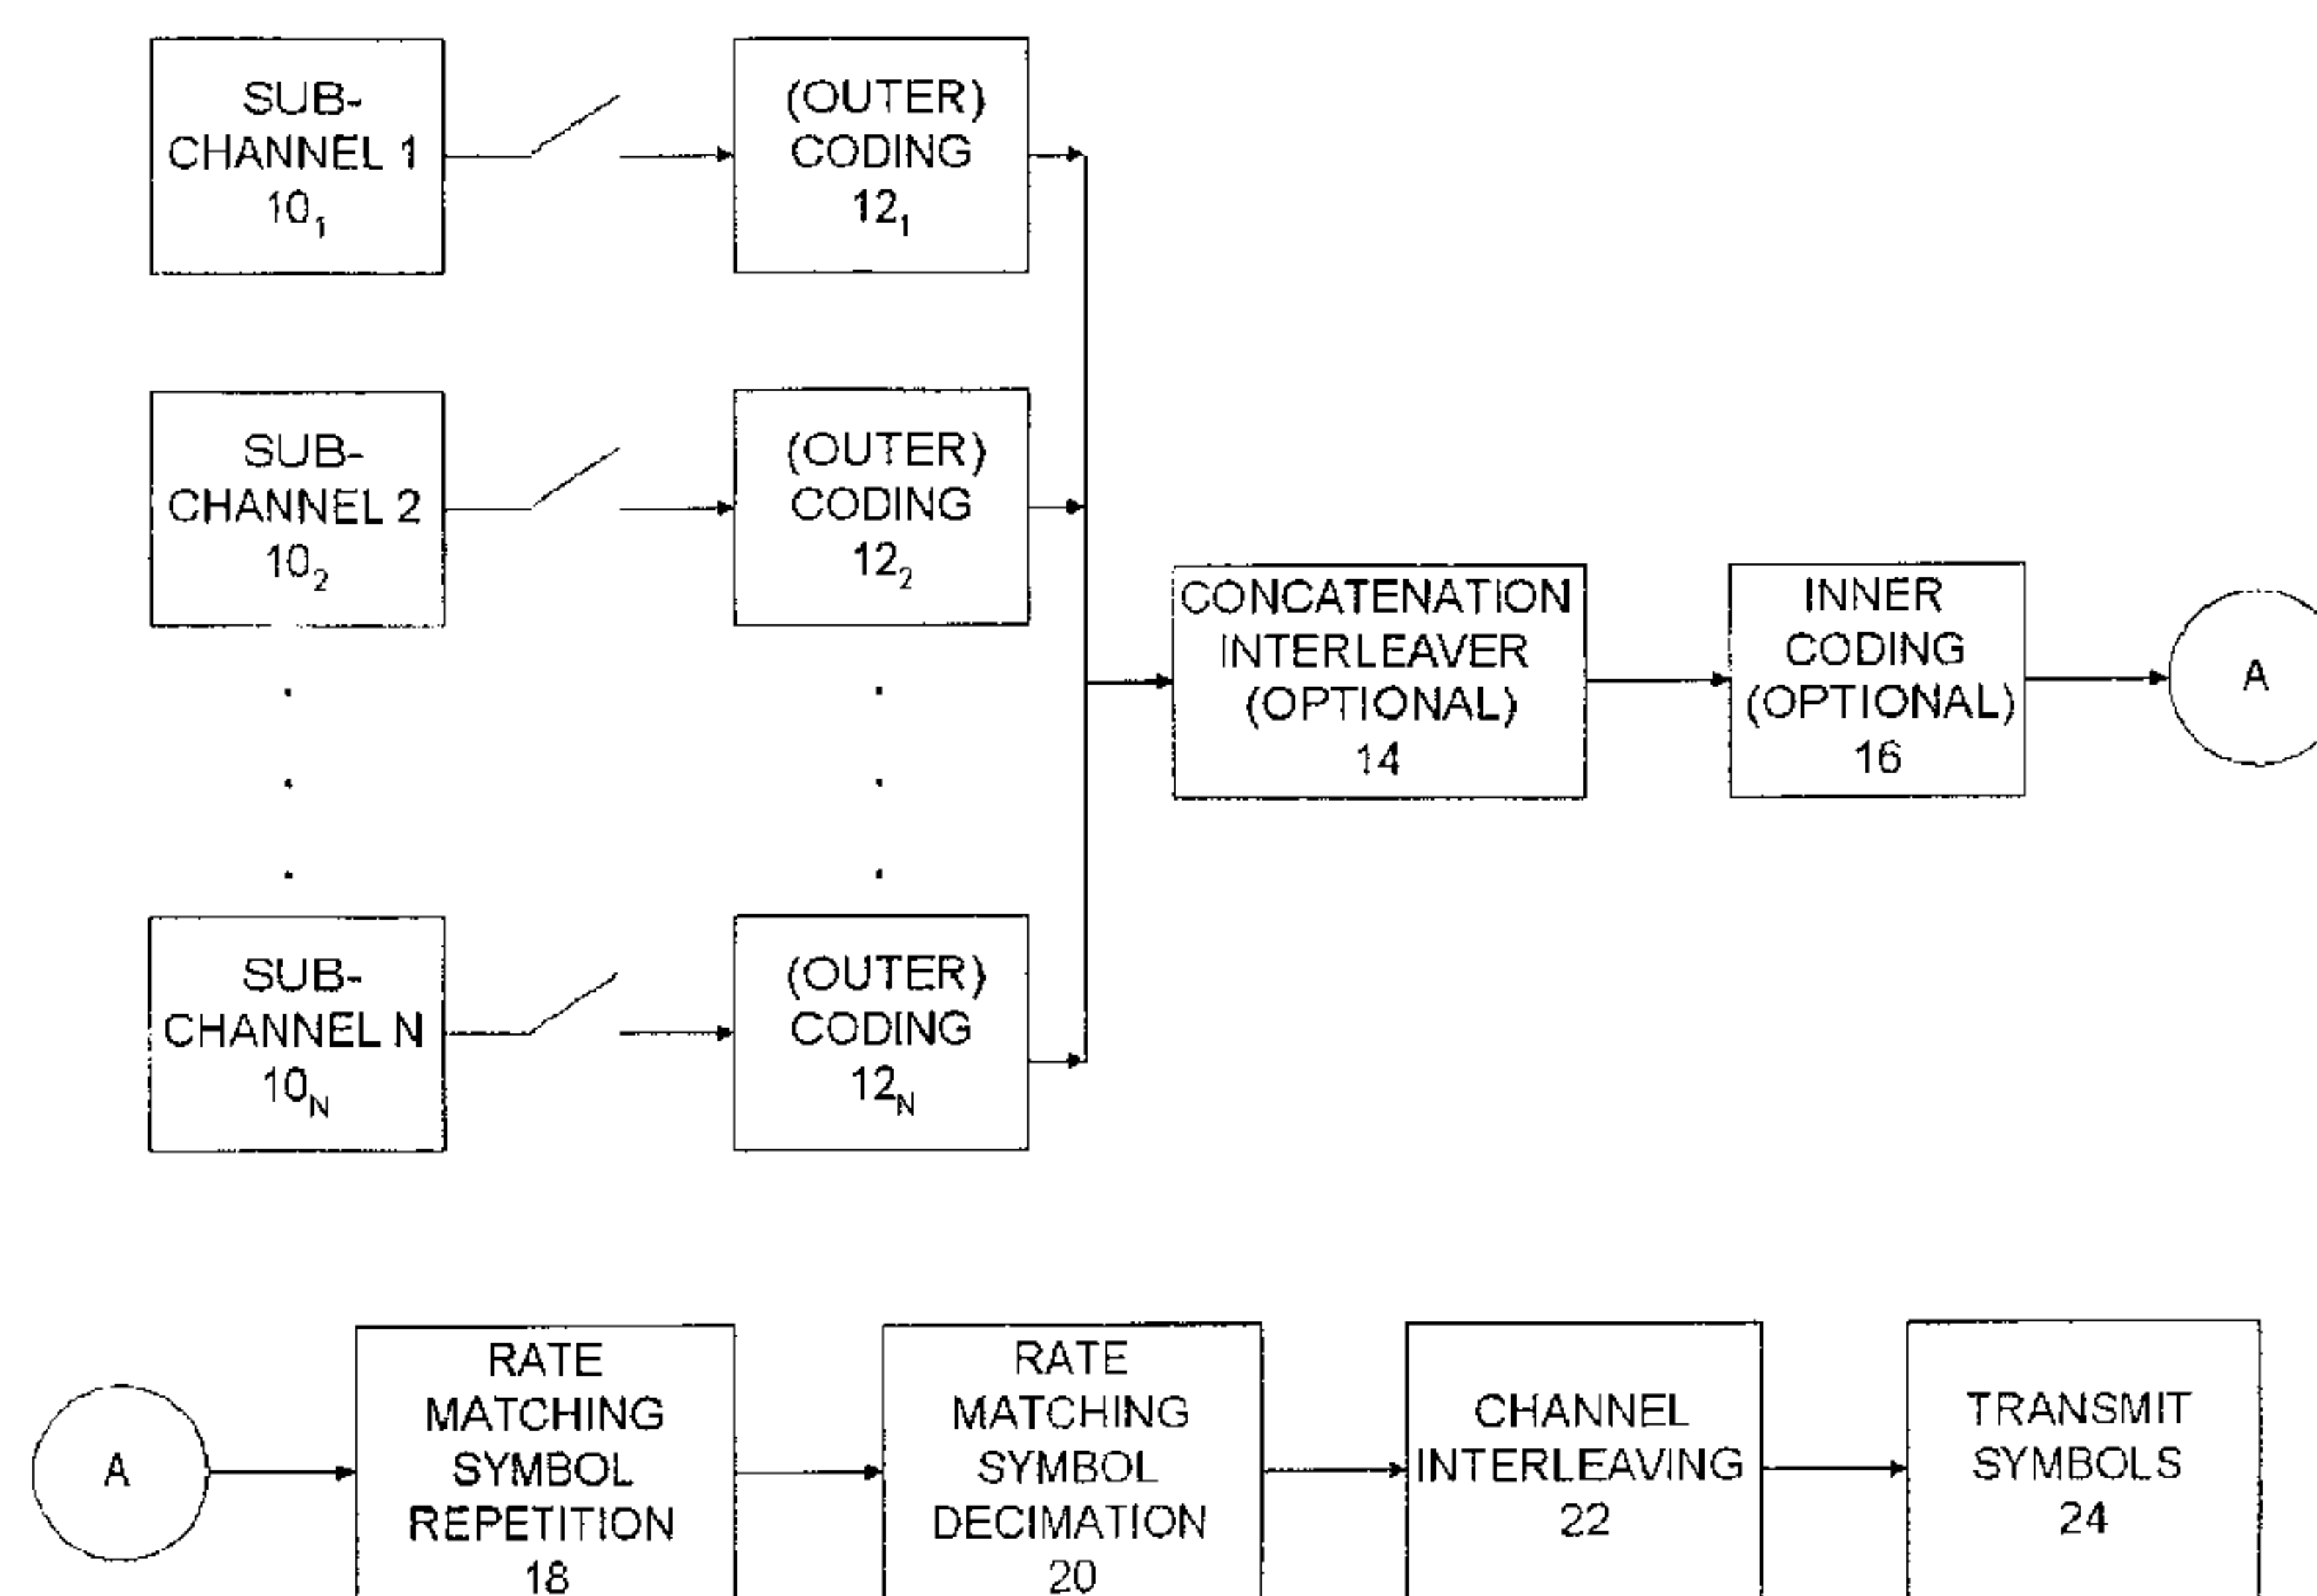 SUB-
CHANNEL 1
10₁
(OUTER)
CODING
12₁
SUB-
CHANNEL 2
10₂
(OUTER)
CODING
12₂
CONCATENATION
INTERLEAVER
(OPTIONAL)
14
INNER
CODING
(OPTIONAL)
16
A
SUB-
CHANNEL N
10N
(OUTER)
CODING
12N
A
RATE
MATCHING
SYMBOL
REPETITION
18
RATE
MATCHING
SYMBOL
DECIMATION
20
CHANNEL
INTERLEAVING
22
TRANSMIT
SYMBOLS
24